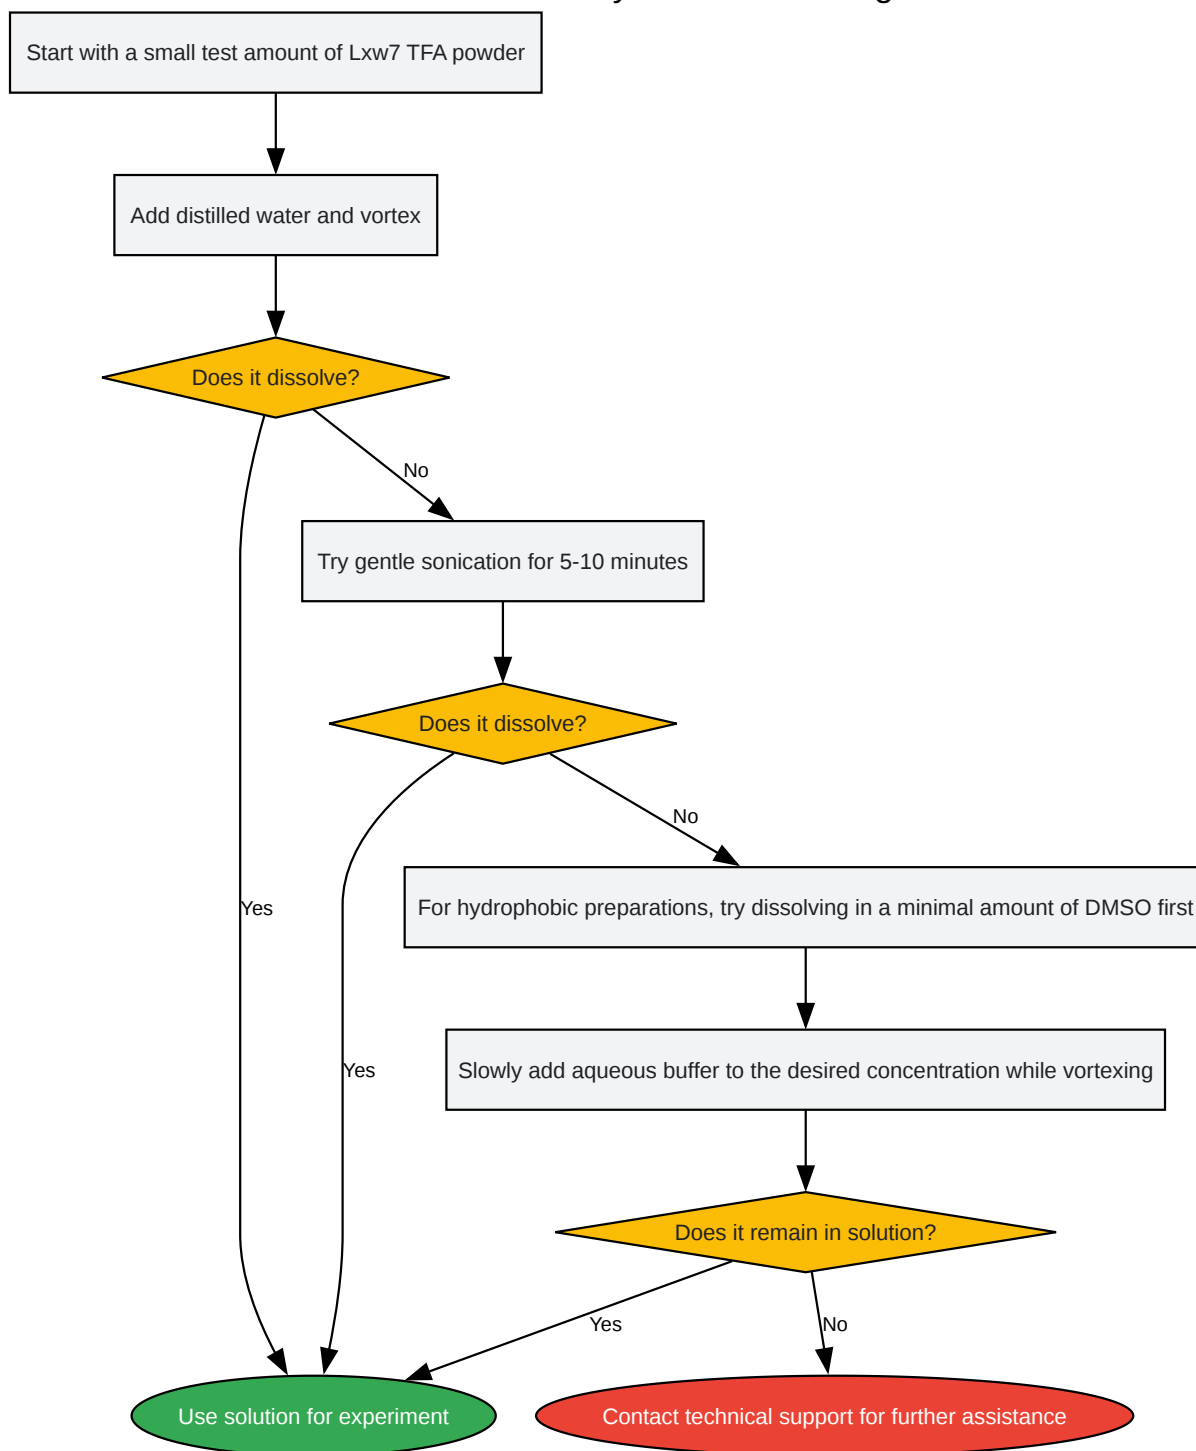 Start with a small test amount of Lxw7 TFA powder
Add distilled water and vortex
Does it dissolve?
No
Try gentle sonication for 5-10 minutes
Does it dissolve?
No
For hydrophobic preparations, try dissolving in a minimal amount of DMSO first
Yes
Yes
Slowly add aqueous buffer to the desired concentration while vortexing
Does it remain in solution?
Yes
No
Use solution for experiment
Contact technical support for further assistance